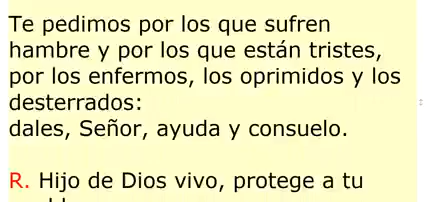 Te pedimos por los que sufren
hambre y por los que están tristes,
por los enfermos, los oprimidos y los
desterrados:
dales, Señor, ayuda y consuelo.
R. Hijo de Dios vivo, protege a tu